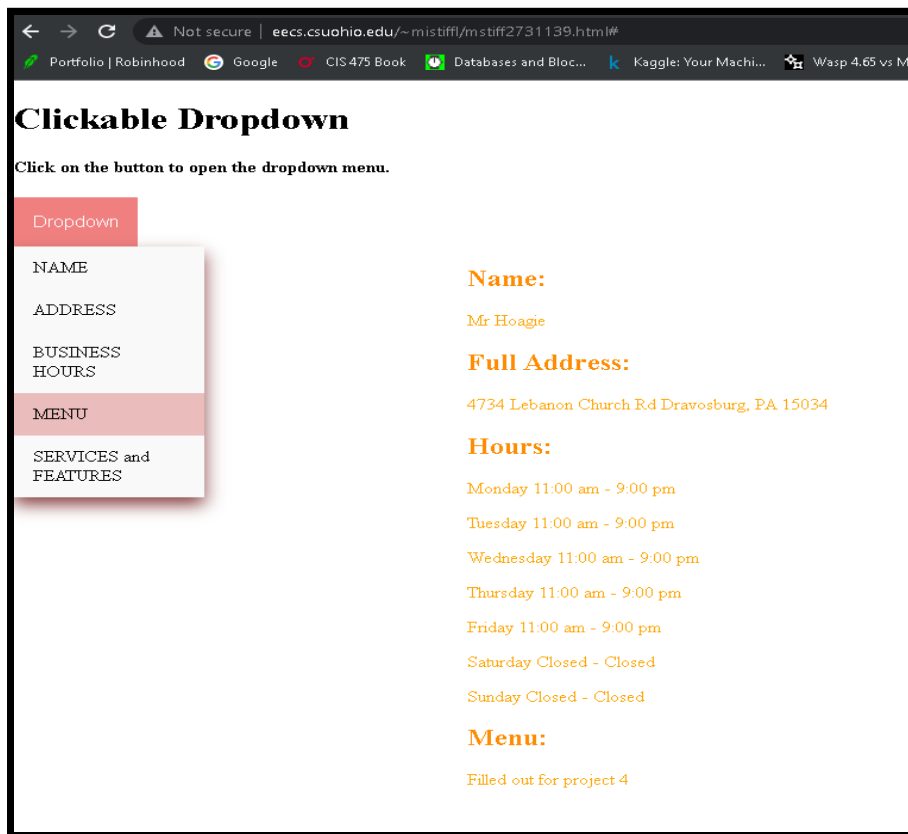 Not secure | eecs.csuohio.edu/~mistiffl/mstiff2731139.html#
Portfolio | Robinhood Google CIS 475 Book Databases and Bloc... Kaggle: Your Machi... Wasp 4.65 vs M
Clickable Dropdown
Click on the button to open the dropdown menu.
Dropdown
NAME
ADDRESS
BUSINESS
HOURS
MENU
SERVICES and
FEATURES
Name:
Mr Hoagie
Full Address:
4734 Lebanon Church Rd Dravosburg, PA 15034
Hours:
Monday 11:00 am - 9:00 pm
Tuesday 11:00 am - 9:00 pm
Wednesday 11:00 am - 9:00 pm
Thursday 11:00 am - 9:00 pm
Friday 11:00 am - 9:00 pm
Saturday Closed - Closed
Sunday Closed - Closed
Menu:
Filled out for project 4